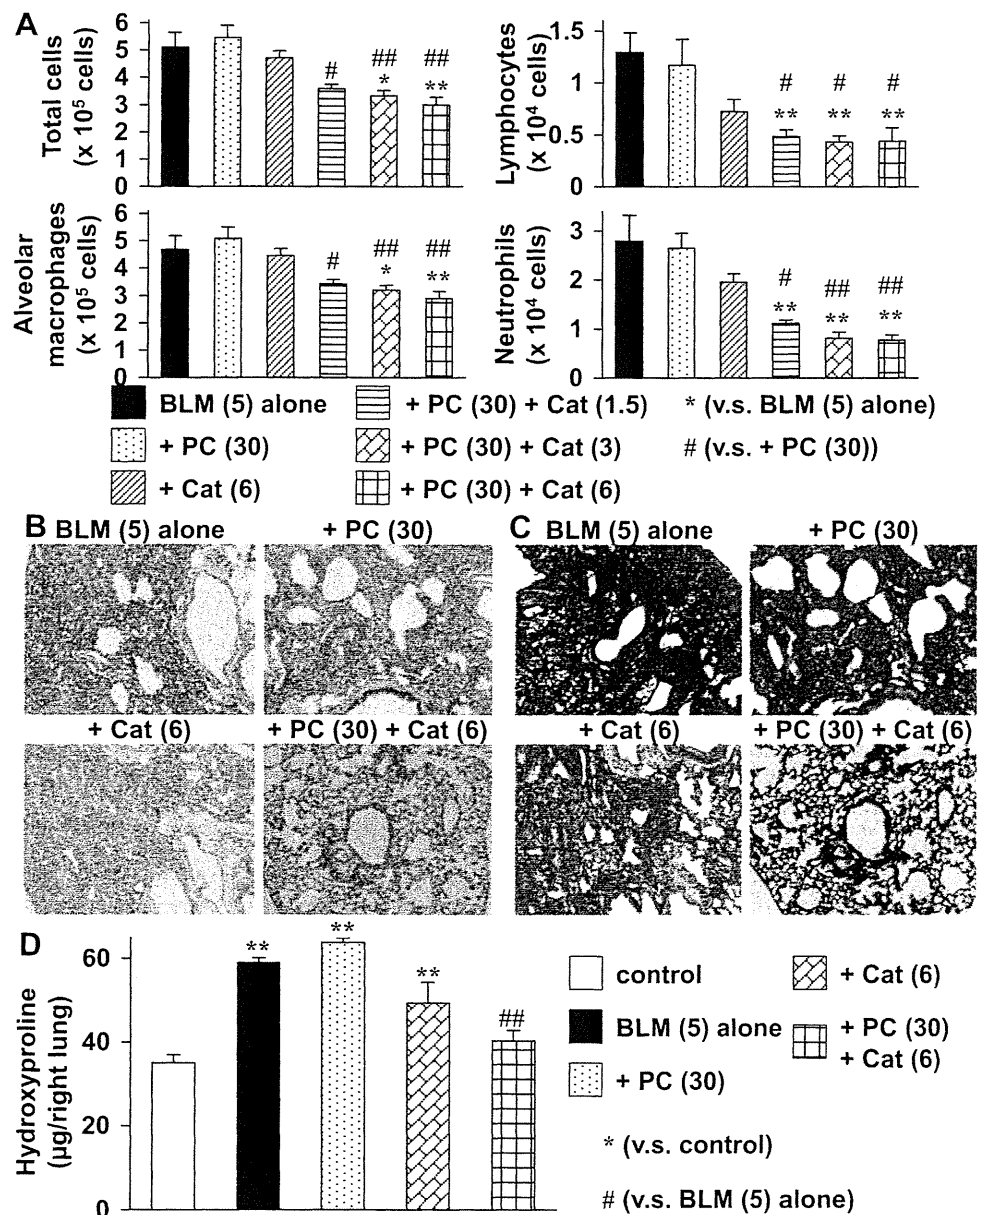 A
Total cells
(x 10⁵ cells)
6
5
4
3
2
1
0
#
##
*
##
**
Lymphocytes
(x 10⁴ cells)
1.5
1
0.5
0
#
**
#
**
#
**
Alveolar
macrophages
(x 10⁵ cells)
6
5
4
3
2
1
0
#
##
*
##
**
Neutrophils
(x 10⁴ cells)
3
2
1
0
#
**
##
**
##
**
BLM (5) alone
+ PC (30)
+ Cat (6)
+ PC (30) + Cat (1.5)
+ PC (30) + Cat (3)
+ PC (30) + Cat (6)
* (v.s. BLM (5) alone)
# (v.s. + PC (30))
B
BLM (5) alone
+ PC (30)
+ Cat (6)
+ PC (30) + Cat (6)
C
BLM (5) alone
+ PC (30)
+ Cat (6)
+ PC (30) + Cat (6)
D
Hydroxyproline
(µg/right lung)
60
40
20
0
**
**
**
##
control
BLM (5) alone
+ PC (30)
+ Cat (6)
+ PC (30)
+ Cat (6)
* (v.s. control)
# (v.s. BLM (5) alone)